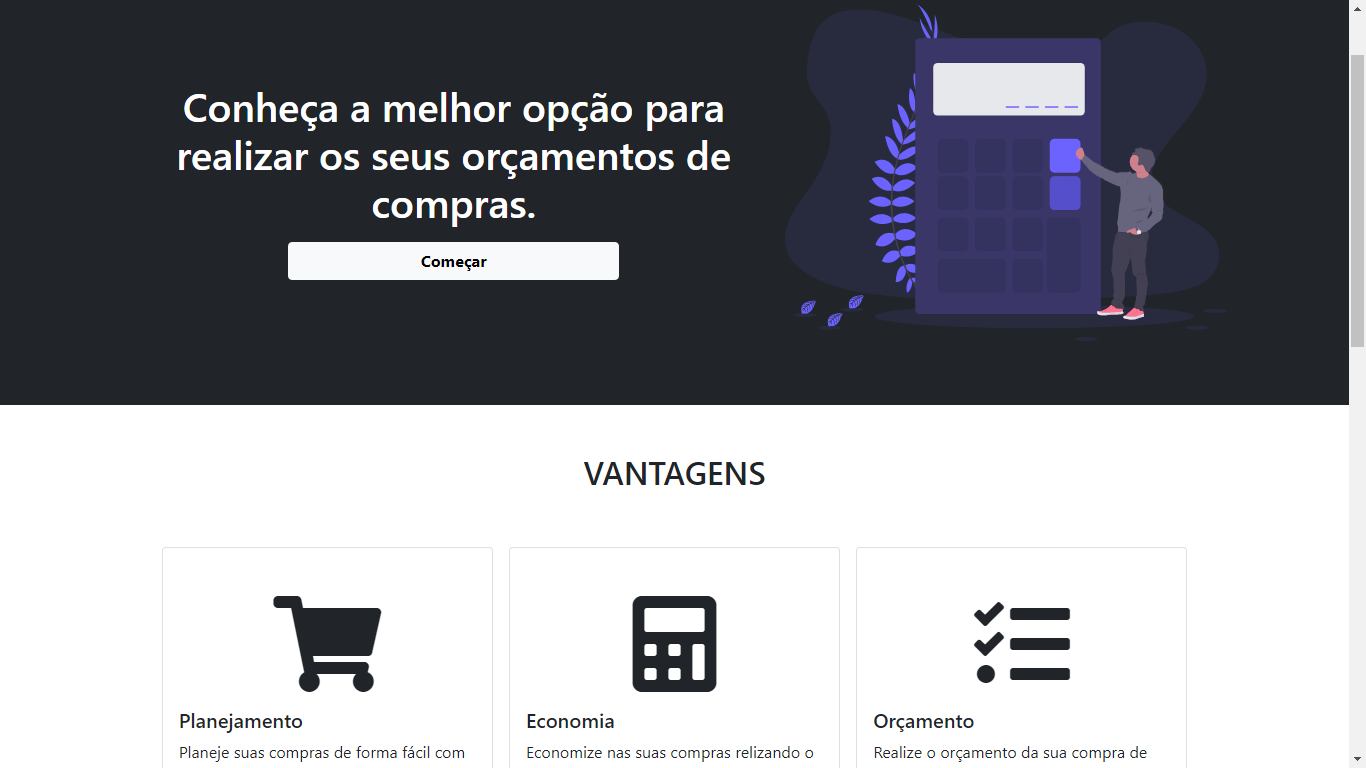 Conheça a melhor opção para
realizar os seus orçamentos de
compras.
Começar
VANTAGENS
Planejamento
Planeje suas compras de forma fácil com
Economia
Economize nas suas compras relizando o
Orçamento
Realize o orçamento da sua compra de